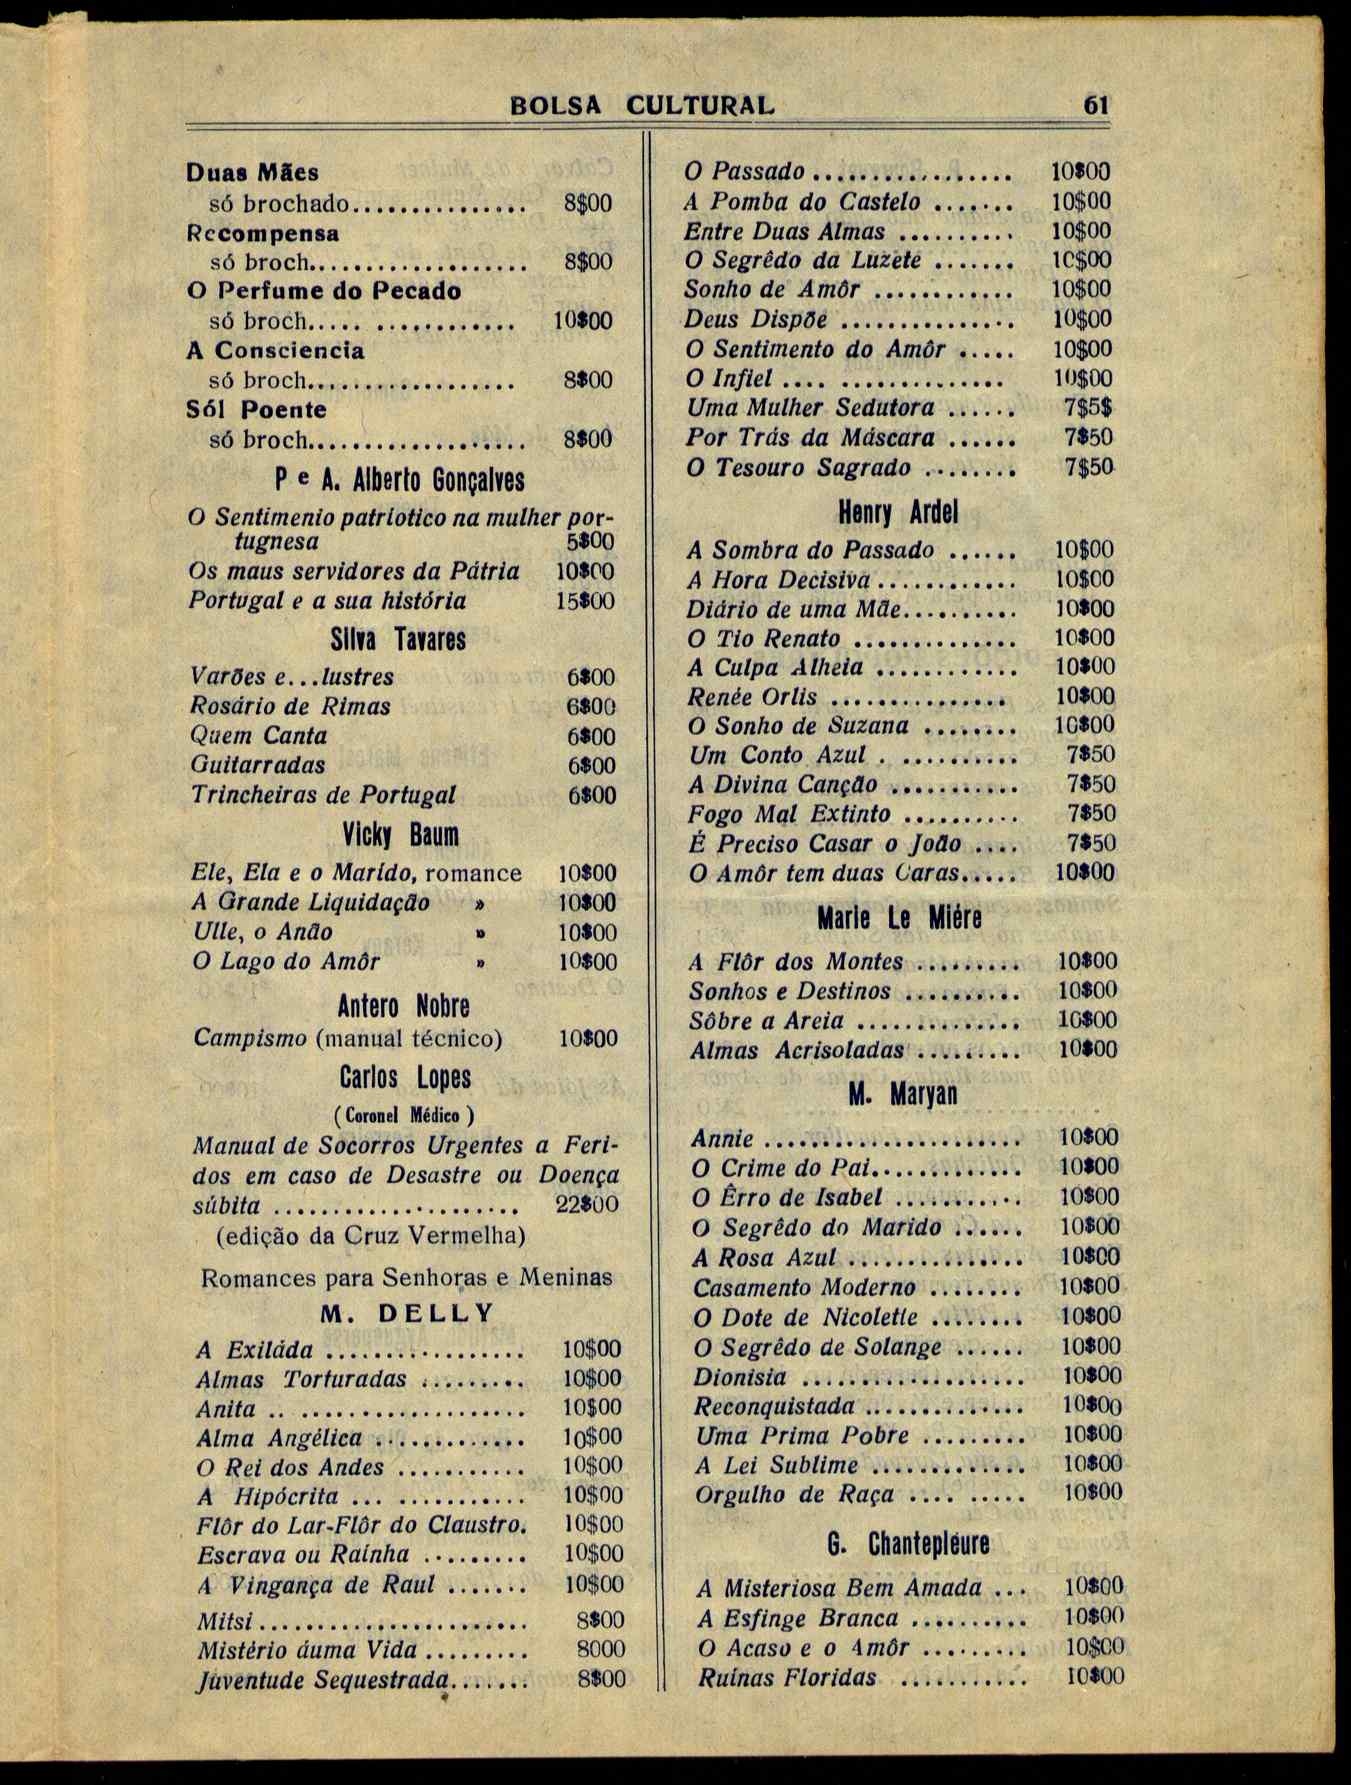 BOLSA CULTURAL 61
Duas Mães
só brochado............... 8$00
Recompensa
só broch................... 8$00
O Perfume do Pecado
só broch..... ............ 10$00
A Consciencia
só broch.................. 8$00
Sól Poente
só broch................... 8$00
P e A. Alberto Gonçalves
O Sentimenio patriotico na mulher por-
tugnesa 5$00
Os maus servidores da Pátria 10$00
Portugal e a sua história 15$00
Silva Tavares
Varões e...lustres 6$00
Rosário de Rimas 6$00
Quem Canta 6$00
Guitarradas 6$00
Trincheiras de Portugal 6$00
Vicky Baum
Ele, Ela e o Marido, romance 10$00
A Grande Liquidação » 10$00
Ulle, o Anão » 10$00
O Lago do Amôr » 10$00
Antero Nobre
Campismo (manual técnico) 10$00
Carlos Lopes
(Coronel Médico)
Manual de Socorros Urgentes a Feri-
dos em caso de Desastre ou Doença
súbita ..................... 22$00
(edição da Cruz Vermelha)
Romances para Senhoras e Meninas
M. DELLY
A Exiláda ................. 10$00
Almas Torturadas ......... 10$00
Anita .. ................... 10$00
Alma Angélica ............. 10$00
O Rei dos Andes ........... 10$00
A Hipócrita ... ........... 10$00
Flôr do Lar-Flôr do Claustro. 10$00
Escrava ou Raínha ......... 10$00
A Vingança de Raul ....... 10$00
Mitsi....................... 8$00
Mistério duma Vida ......... 8000
Juventude Sequestrada....... 8$00
O Passado ................. 10$00
A Pomba do Castelo ....... 10$00
Entre Duas Almas .......... 10$00
O Segrêdo da Luzete ....... 10$00
Sonho de Amôr ............ 10$00
Deus Dispõe ............... 10$00
O Sentimento do Amôr ..... 10$00
O Infiel .... .............. 10$00
Uma Mulher Sedutora ...... 7$5$
Por Trás da Máscara ...... 7$50
O Tesouro Sagrado ........ 7$50
Henry Ardel
A Sombra do Passado ...... 10$00
A Hora Decisiva ............ 10$00
Diário de uma Mãe.......... 10$00
O Tio Renato .............. 10$00
A Culpa Alheia ............ 10$00
Renée Orlis ............... 10$00
O Sonho de Suzana ........ 10$00
Um Conto Azul . .......... 7$50
A Divina Canção ........... 7$50
Fogo Mal Extinto .......... 7$50
É Preciso Casar o João .... 7$50
O Amôr tem duas Caras..... 10$00
Marie Le Miére
A Flôr dos Montes ......... 10$00
Sonhos e Destinos .......... 10$00
Sôbre a Areia .............. 10$00
Almas Acrisoladas ......... 10$00
M. Maryan
Annie ...................... 10$00
O Crime do Pai............. 10$00
O Êrro de Isabel ........... 10$00
O Segrêdo do Marido ...... 10$00
A Rosa Azul ............... 10$00
Casamento Moderno ........ 10$00
O Dote de Nicolette ........ 10$00
O Segrêdo de Solange ...... 10$00
Dionisia ................... 10$00
Reconquistada .............. 10$00
Uma Prima Pobre ......... 10$00
A Lei Sublime ............. 10$00
Orgulho de Raça .... ..... 10$00
G. Chantepleure
A Misteriosa Bem Amada ... 10$00
A Esfinge Branca .......... 10$00
O Acaso e o Amôr ......... 10$00
Ruínas Floridas ........... 10$00